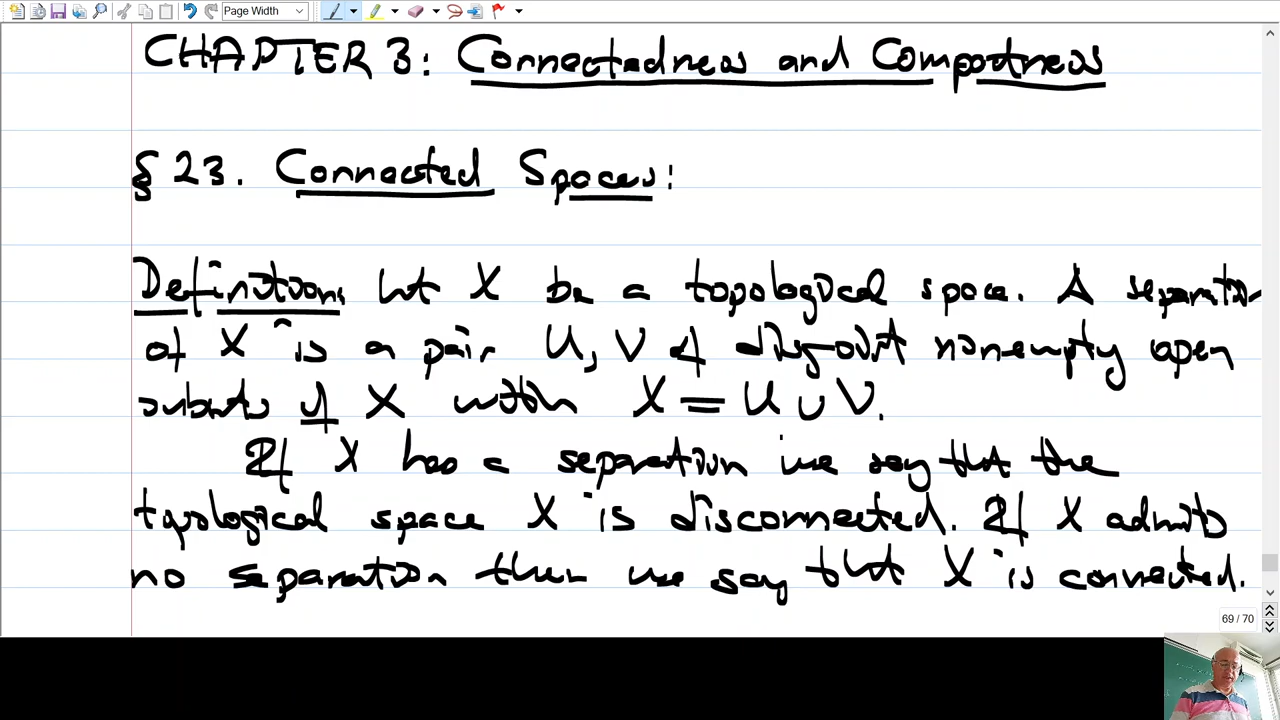 Page Width
CHAPTER 3: Connectedness and Compactness
§ 23. Connected Spaces:
Definition: Let X be a topological space. A separation
of X is a pair U, V of disjoint nonempty open
subsets of X with X = U ∪ V.
If X has a separation we say that the
topological space X is disconnected. If X admits
no separation then we say that X is connected.
69 / 70